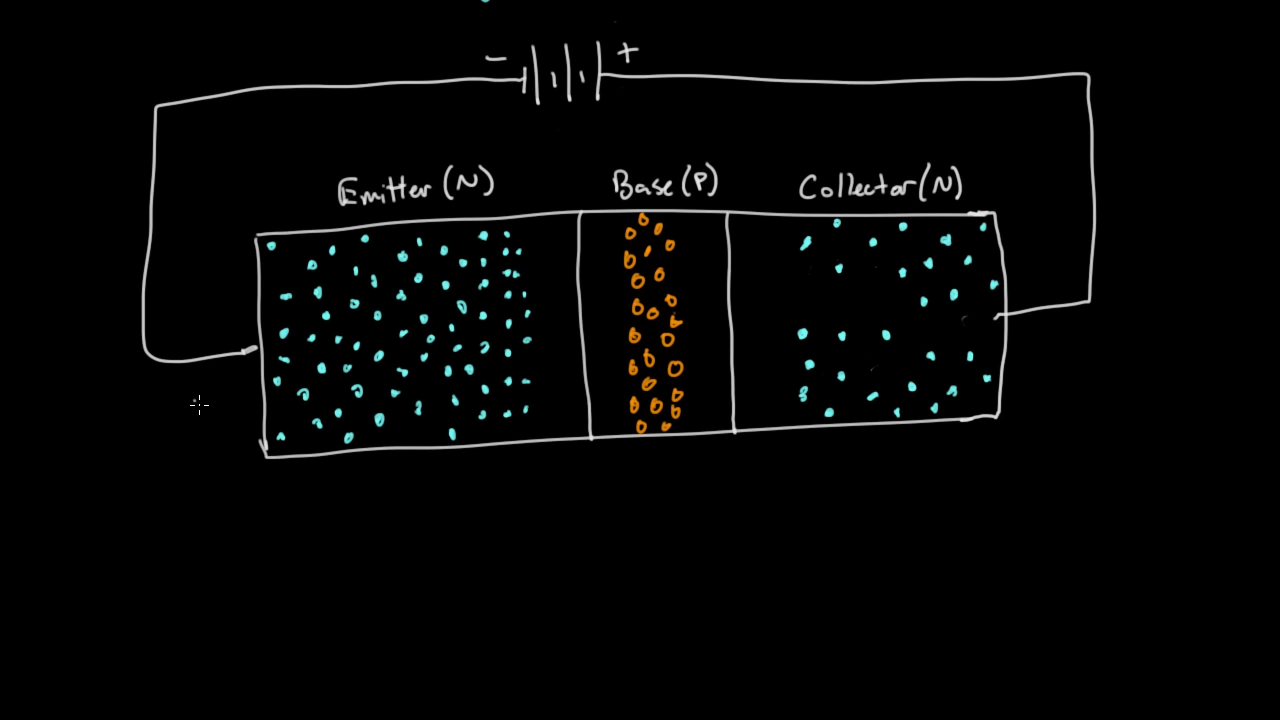 - +
Emitter (N) Base (P) Collector (N)